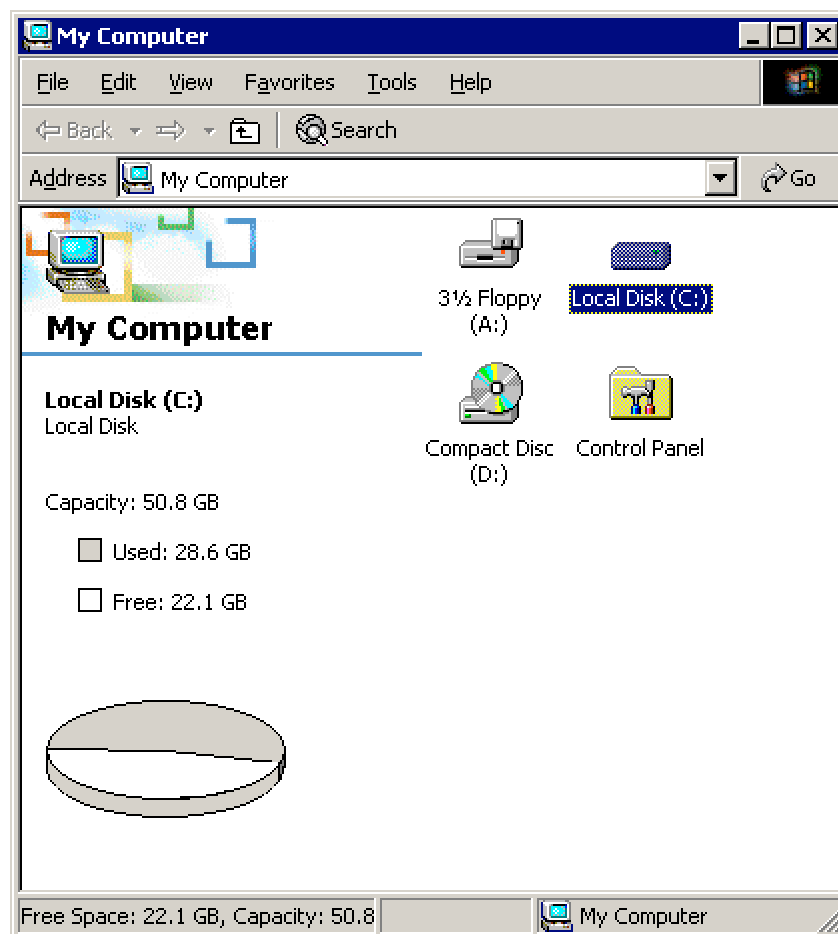 My Computer
File Edit View Favorites Tools Help
Back Search
Address My Computer Go
My Computer
Local Disk (C:)
Local Disk
Capacity: 50.8 GB
Used: 28.6 GB
Free: 22.1 GB
3½ Floppy
(A:)
Local Disk (C:)
Compact Disc
(D:)
Control Panel
Free Space: 22.1 GB, Capacity: 50.8
My Computer